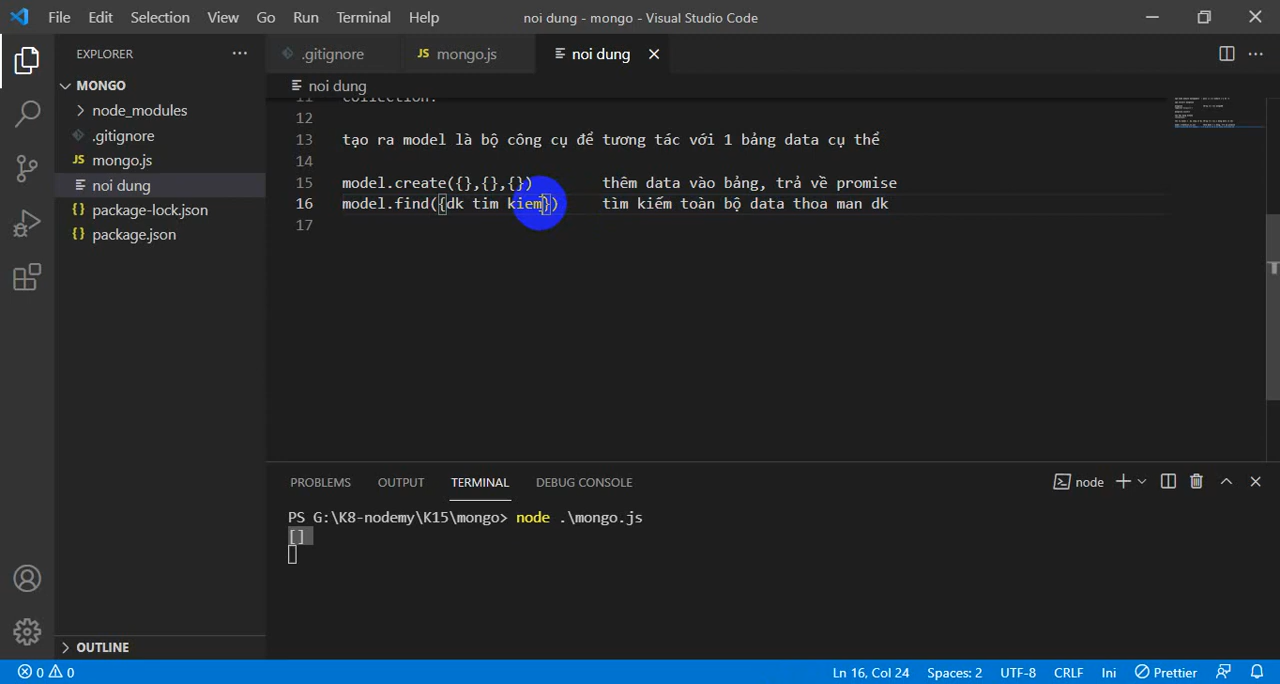 File Edit Selection View Go Run Terminal Help noi dung - mongo - Visual Studio Code
EXPLORER
.gitignore
JS mongo.js
noi dung
MONGO
noi dung
node_modules
.gitignore
JS mongo.js
noi dung
{} package-lock.json
{} package.json
11 collection.
12
13 tạo ra model là bộ công cụ để tương tác với 1 bảng data cụ thể
14
15 model.create({},{},{}) thêm data vào bảng, trả về promise
16 model.find({dk tim kiem}) tìm kiếm toàn bộ data thoa man dk
17
PROBLEMS OUTPUT TERMINAL DEBUG CONSOLE node
PS G:\K8-nodemy\K15\mongo> node .\mongo.js
[]
OUTLINE
0 0 Ln 16, Col 24 Spaces: 2 UTF-8 CRLF Ini Prettier